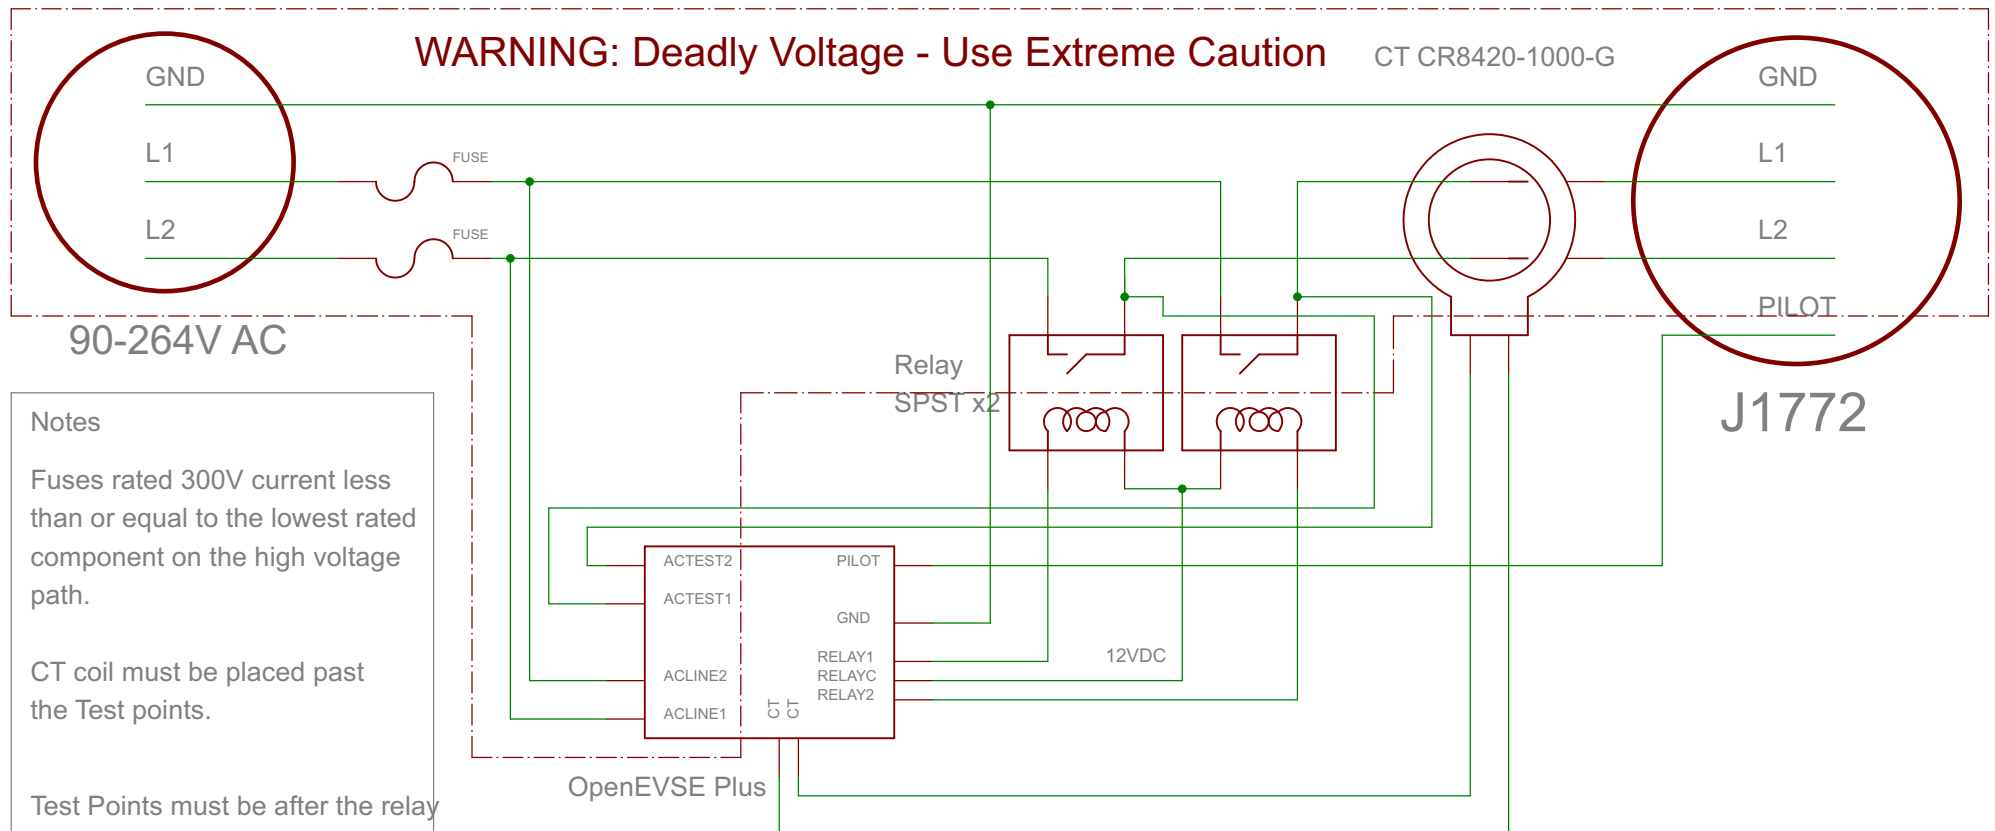 WARNING: Deadly Voltage - Use Extreme Caution
CT CR8420-1000-G
GND
L1
L2
90-264V AC
FUSE
FUSE
GND
L1
L2
PILOT
J1772
Relay
SPST x2
Notes
Fuses rated 300V current less
than or equal to the lowest rated
component on the high voltage
path.
CT coil must be placed past
the Test points.
Test Points must be after the relay
ACTEST2
ACTEST1
ACLINE2
ACLINE1
PILOT
GND
RELAY1
RELAYC
RELAY2
CT
CT
12VDC
OpenEVSE Plus